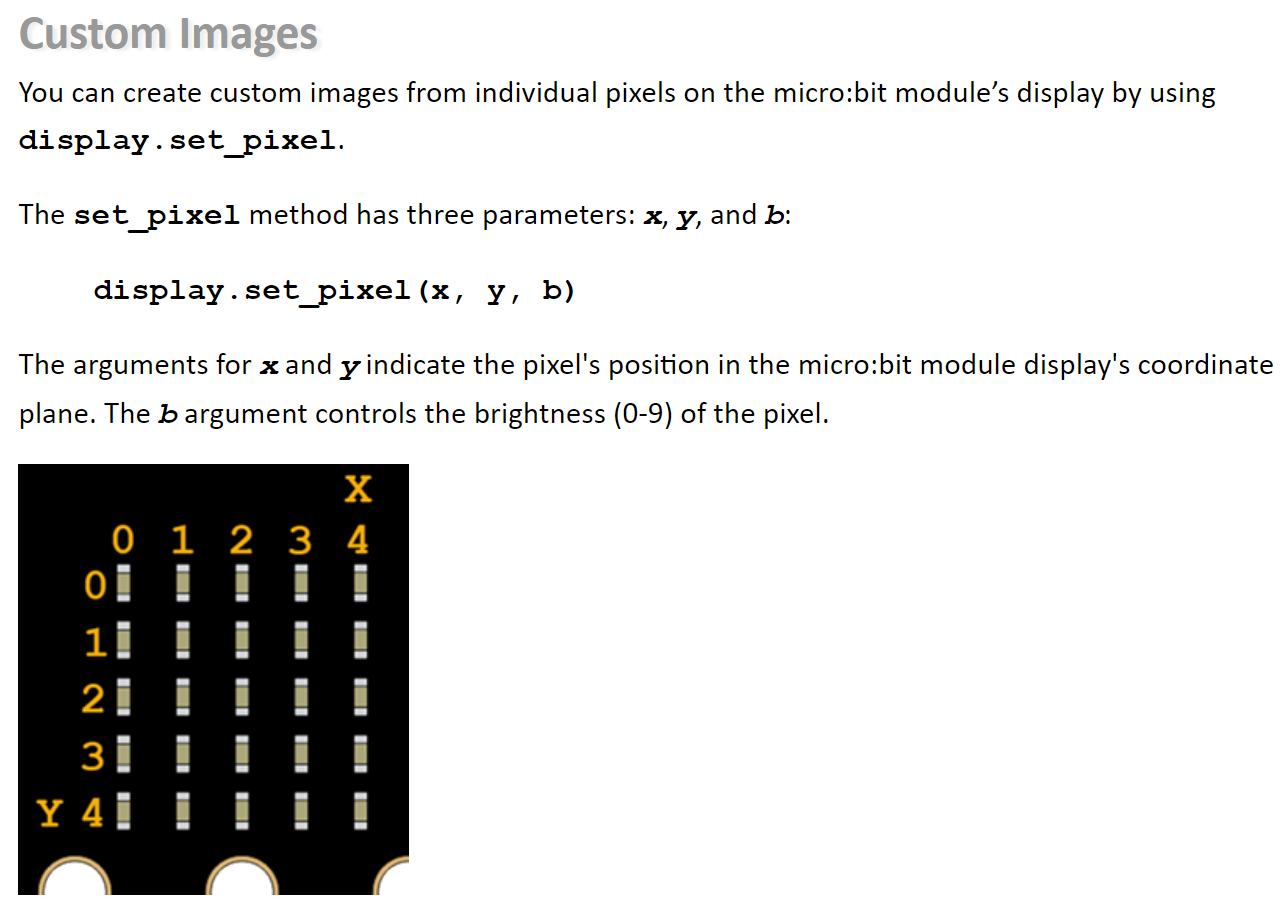 Custom Images
You can create custom images from individual pixels on the micro:bit module’s display by using
display.set_pixel.
The set_pixel method has three parameters: x, y, and b:
display.set_pixel(x, y, b)
The arguments for x and y indicate the pixel's position in the micro:bit module display's coordinate
plane. The b argument controls the brightness (0-9) of the pixel.
X
0 1 2 3 4
0
1
2
3
Y 4